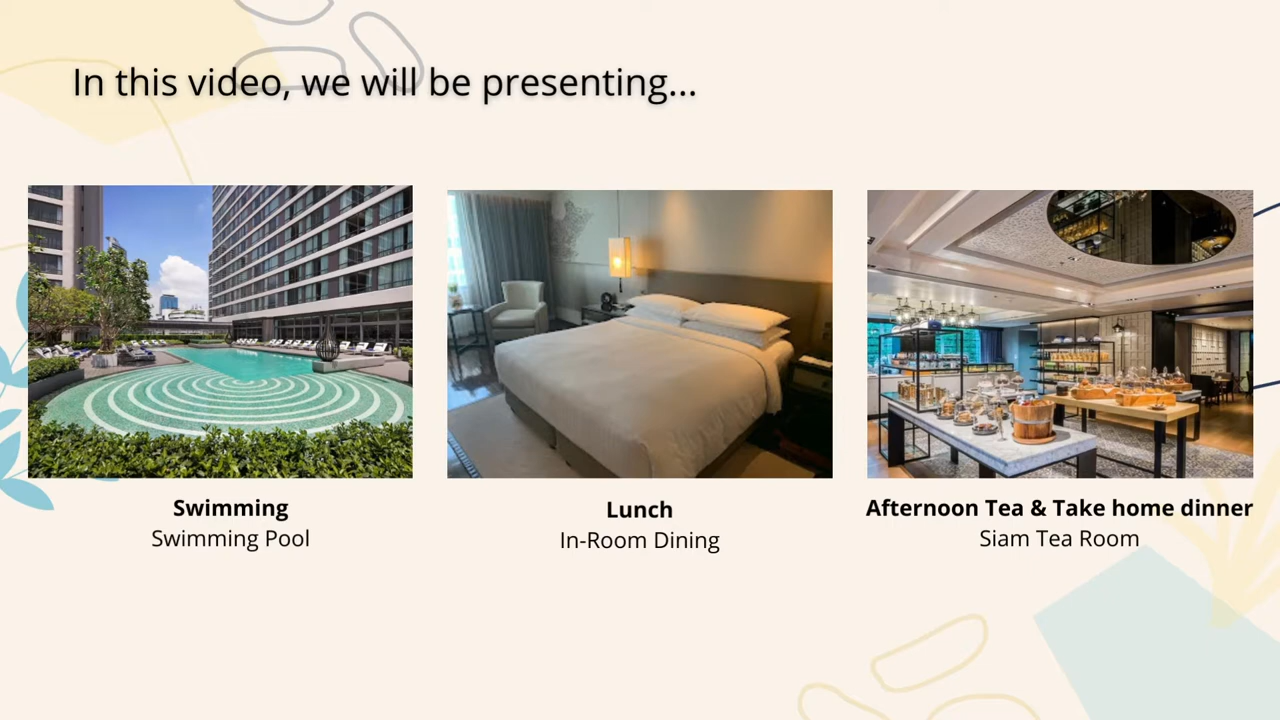 In this video, we will be presenting...
Swimming
Swimming Pool
Lunch
In-Room Dining
Afternoon Tea & Take home dinner
Siam Tea Room